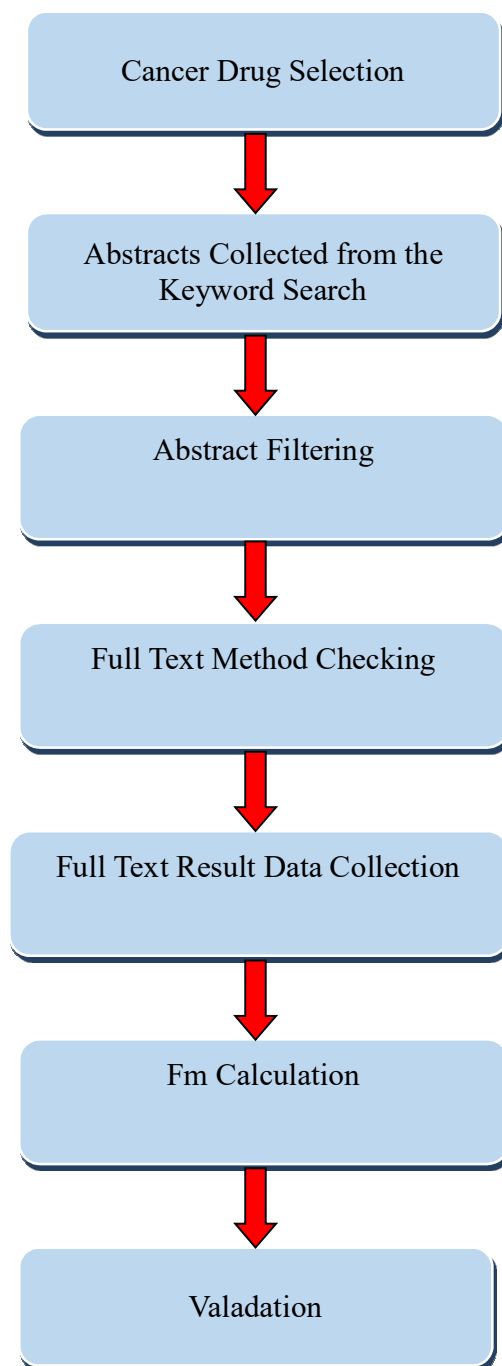 Cancer Drug Selection
Abstracts Collected from the
Keyword Search
Abstract Filtering
Full Text Method Checking
Full Text Result Data Collection
Fm Calculation
Valadation